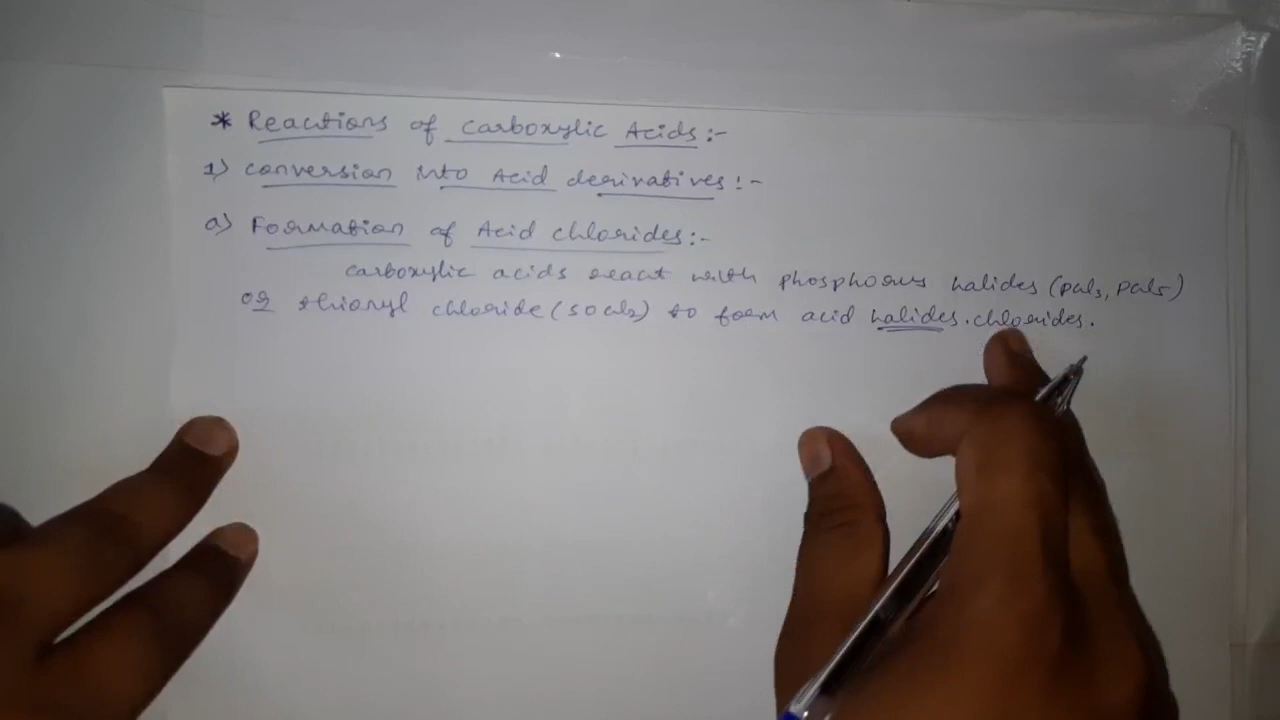 * Reactions of Carboxylic Acids:-
1) Conversion into Acid derivatives:-
a) Formation of Acid chlorides:-
Carboxylic acids react with phosphorus halides (PCl3, PCl5)
or thionyl chloride (SOCl2) to form acid halides. chlorides.